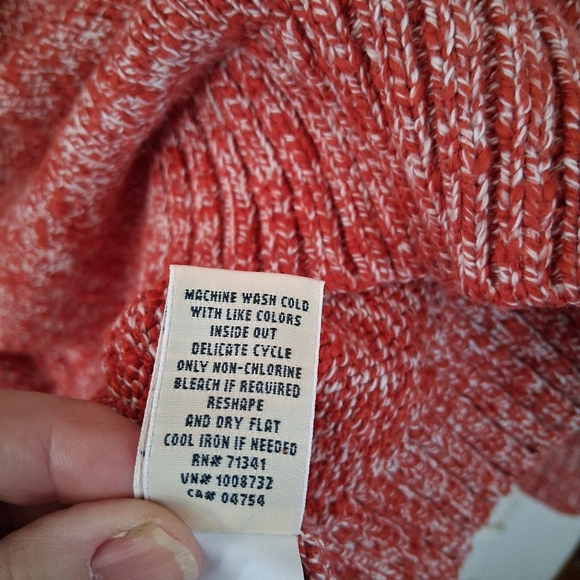 MACHINE WASH COLD
WITH LIKE COLORS
INSIDE OUT
DELICATE CYCLE
ONLY NON-CHLORINE
BLEACH IF REQUIRED
RESHAPE
AND DRY FLAT
COOL IRON IF NEEDED
RN# 71341
VN# 1008732
CA# 04754